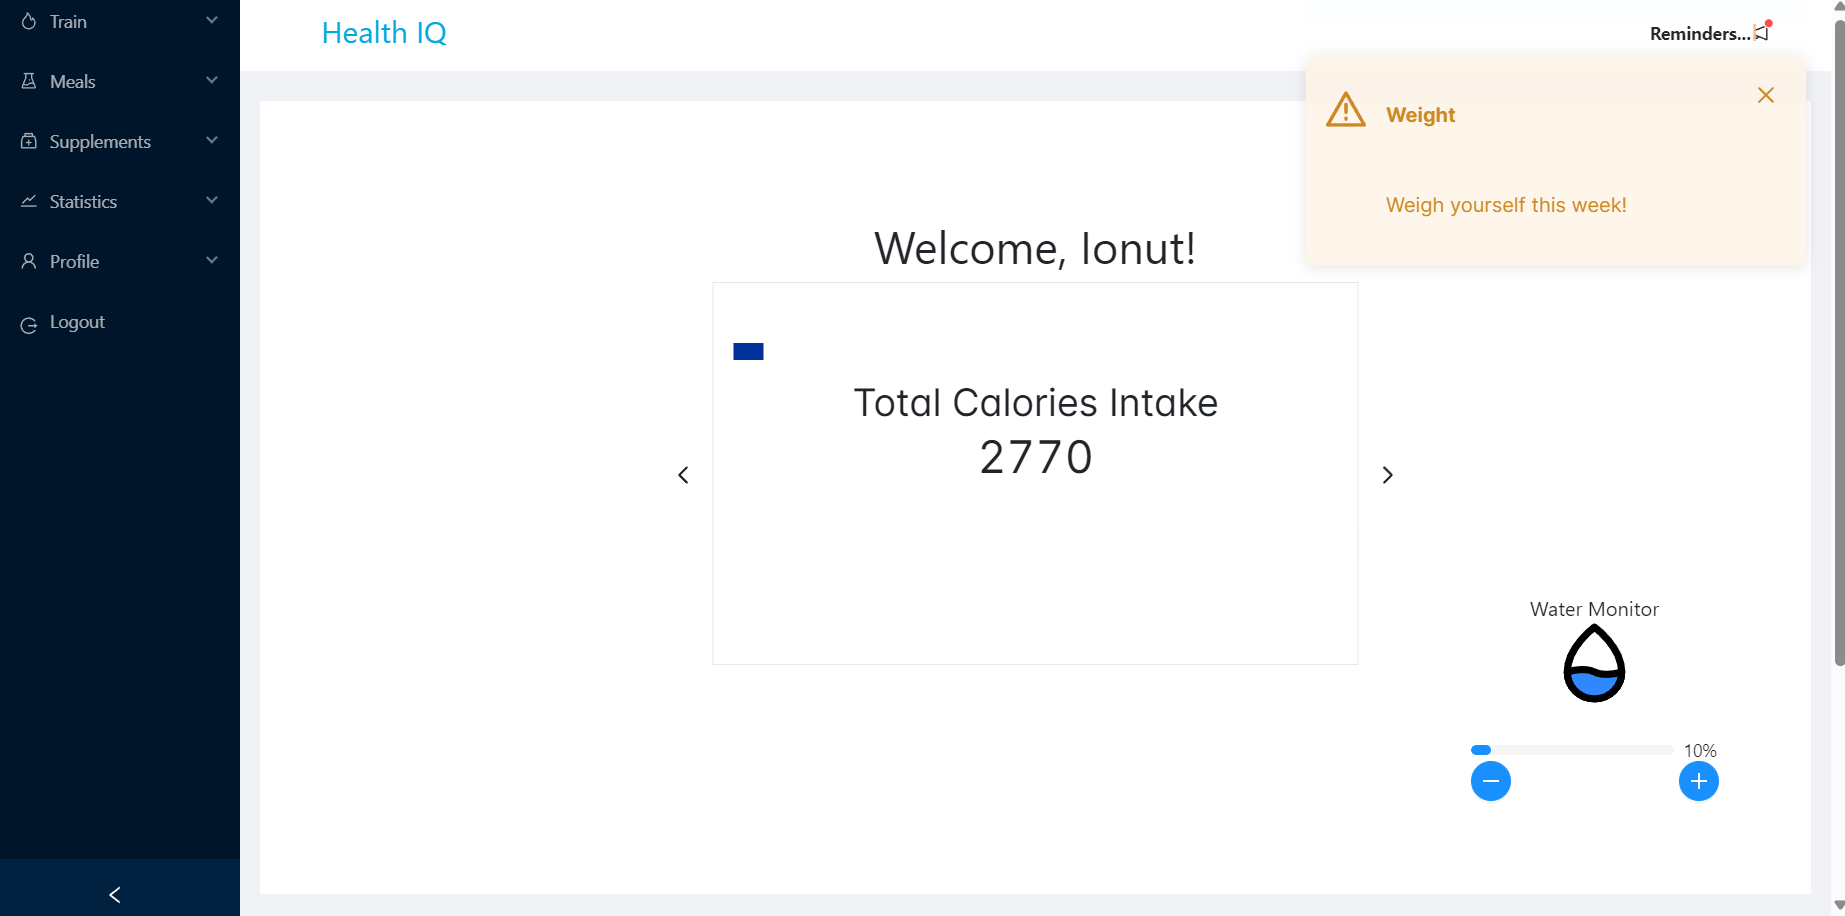 Train
Meals
Supplements
Statistics
Profile
Logout
Health IQ
Reminders...
Weight
Weigh yourself this week!
Welcome, Ionut!
Total Calories Intake
2770
Water Monitor
10%